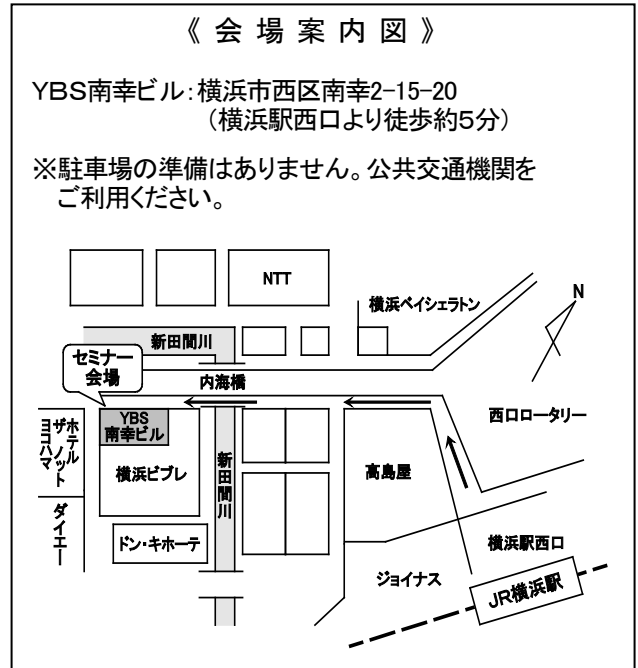 《 会 場 案 内 図 》
YBS南幸ビル：横浜市西区南幸2-15-20
（横浜駅西口より徒歩約5分）
※駐車場の準備はありません。公共交通機関を
ご利用ください。
NTT
横浜ベイシェラトン
N
新田間川
セミナー
会場
内海橋
西口ロータリー
YBS
南幸ビル
ホテル
ザ ノット
ヨコハマ
横浜ビブレ
新田間川
高島屋
ダイエー
ドン・キホーテ
横浜駅西口
ジョイナス
JR横浜駅